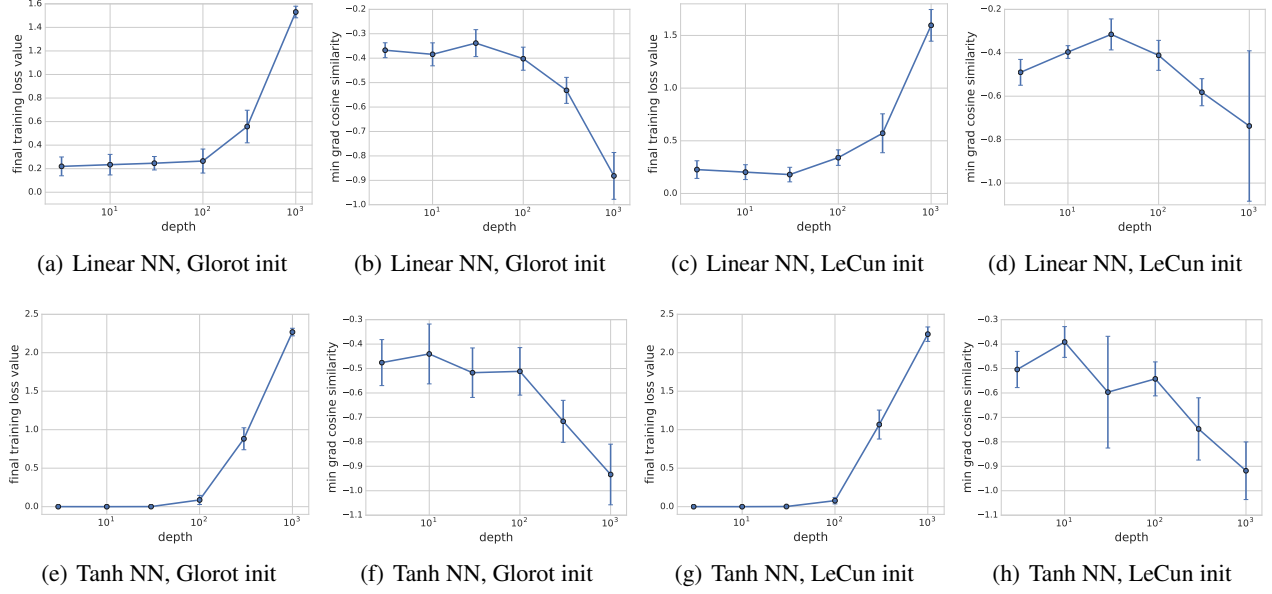 1.6
1.4
1.2
1.0
0.8
0.6
0.4
0.2
0.0
final training loss value
10^1 10^2 10^3
depth
−0.2
−0.3
−0.4
−0.5
−0.6
−0.7
−0.8
−0.9
−1.0
min grad cosine similarity
10^1 10^2 10^3
depth
1.5
1.0
0.5
0.0
final training loss value
10^1 10^2 10^3
depth
−0.2
−0.4
−0.6
−0.8
−1.0
min grad cosine similarity
10^1 10^2 10^3
depth
(a) Linear NN, Glorot init
(b) Linear NN, Glorot init
(c) Linear NN, LeCun init
(d) Linear NN, LeCun init
2.5
2.0
1.5
1.0
0.5
0.0
final training loss value
10^1 10^2 10^3
depth
−0.3
−0.4
−0.5
−0.6
−0.7
−0.8
−0.9
−1.0
−1.1
min grad cosine similarity
10^1 10^2 10^3
depth
2.5
2.0
1.5
1.0
0.5
0.0
final training loss value
10^1 10^2 10^3
depth
−0.3
−0.4
−0.5
−0.6
−0.7
−0.8
−0.9
−1.0
−1.1
min grad cosine similarity
10^1 10^2 10^3
depth
(e) Tanh NN, Glorot init
(f) Tanh NN, Glorot init
(g) Tanh NN, LeCun init
(h) Tanh NN, LeCun init